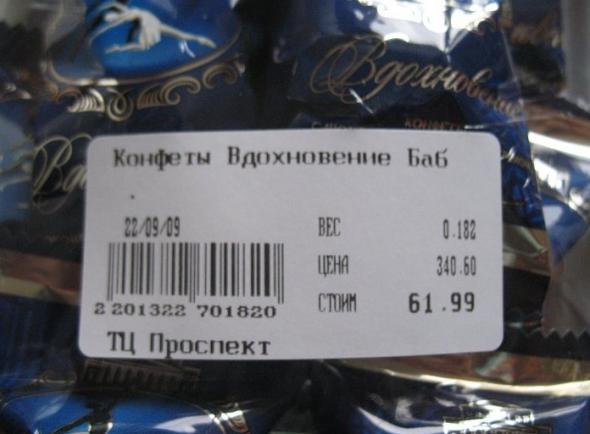 Вдохновение
КОНФЕТЫ
Конфеты Вдохновение Баб
22/09/09
ВЕС 0.182
ЦЕНА 340.60
СТОИМ 61.99
2 201322 701820
ТЦ Проспект